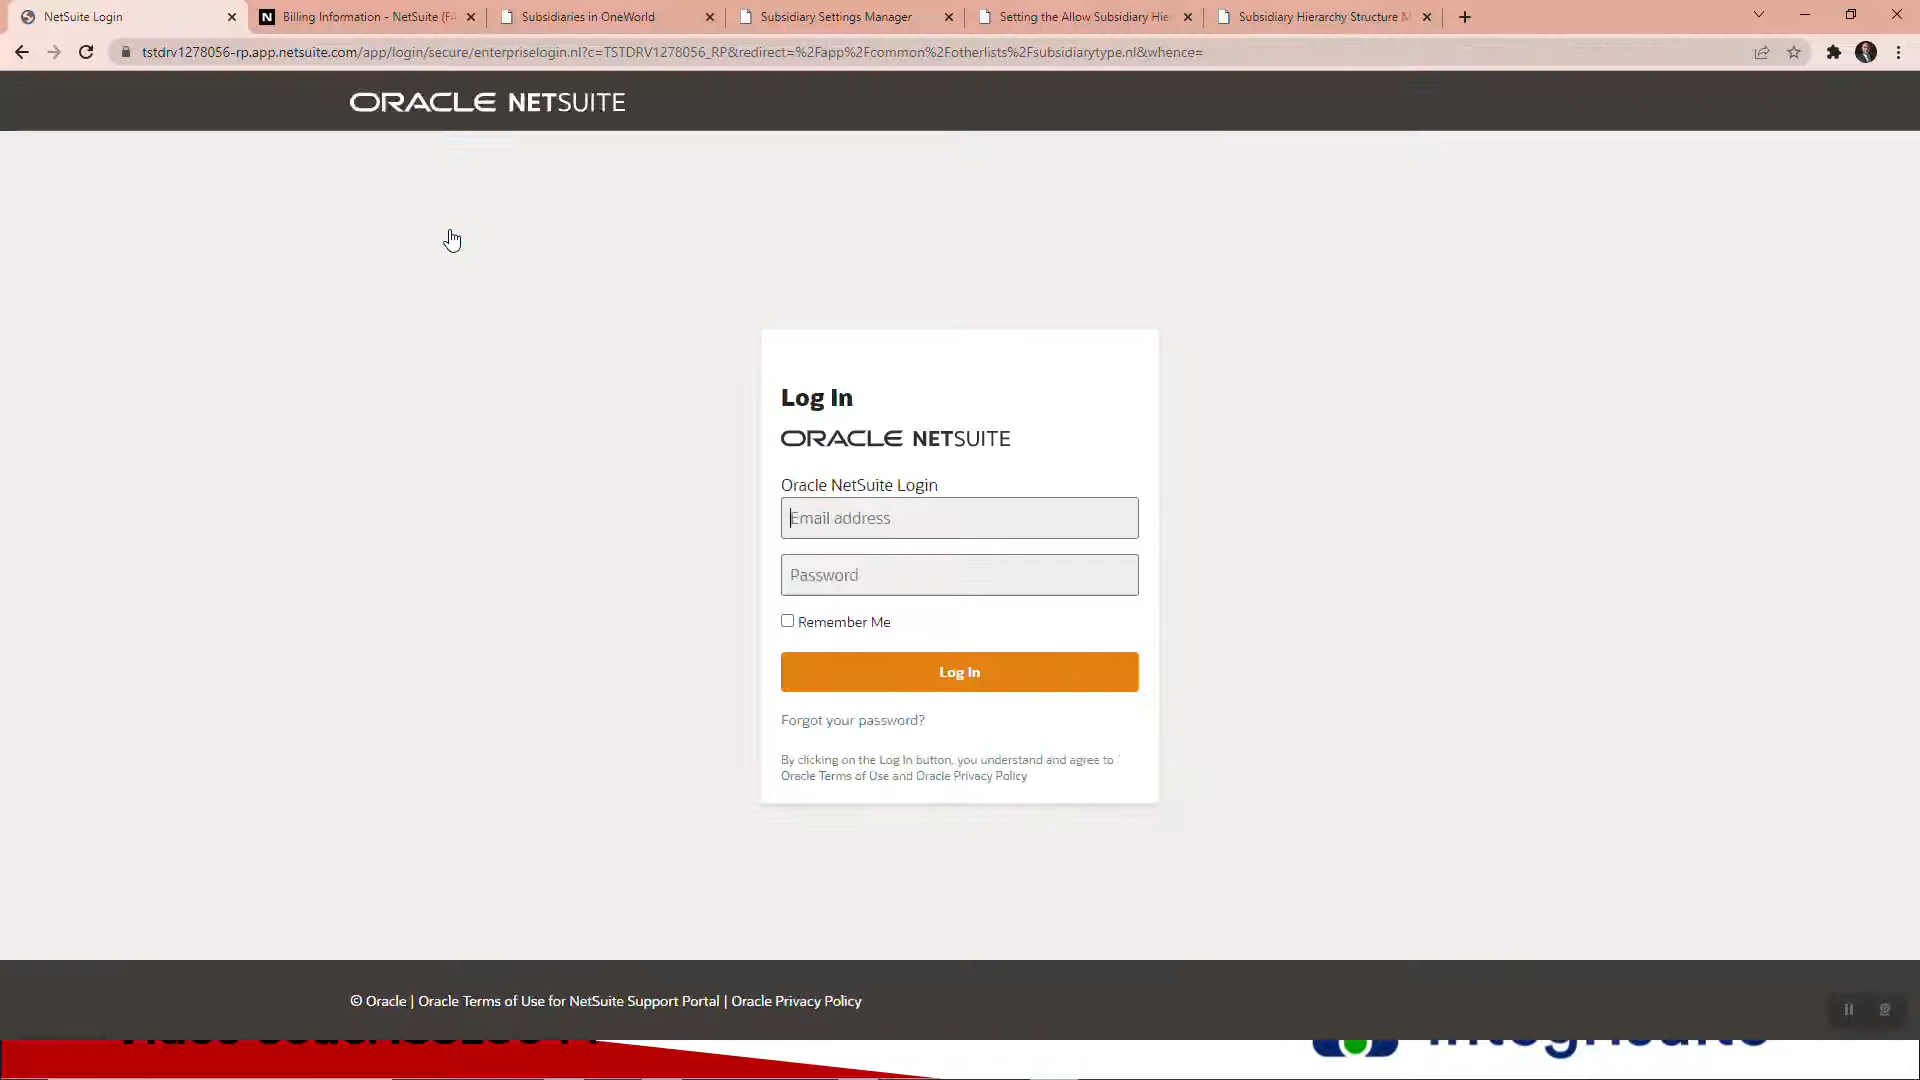 NetSuite Login
Billing Information - NetSuite (FA
Subsidiaries in OneWorld
Subsidiary Settings Manager
Setting the Allow Subsidiary Hie
Subsidiary Hierarchy Structure M
tstdrv1278056-rp.app.netsuite.com/app/login/secure/enterpriselogin.nl?c=TSTDRV1278056_RP&redirect=%2Fapp%2Fcommon%2Fotherlists%2Fsubsidiarytype.nl&whence=
ORACLE NETSUITE
Log In
ORACLE NETSUITE
Oracle NetSuite Login
Email address
Password
Remember Me
Log In
Forgot your password?
By clicking on the Log In button, you understand and agree to
Oracle Terms of Use and Oracle Privacy Policy
© Oracle | Oracle Terms of Use for NetSuite Support Portal | Oracle Privacy Policy